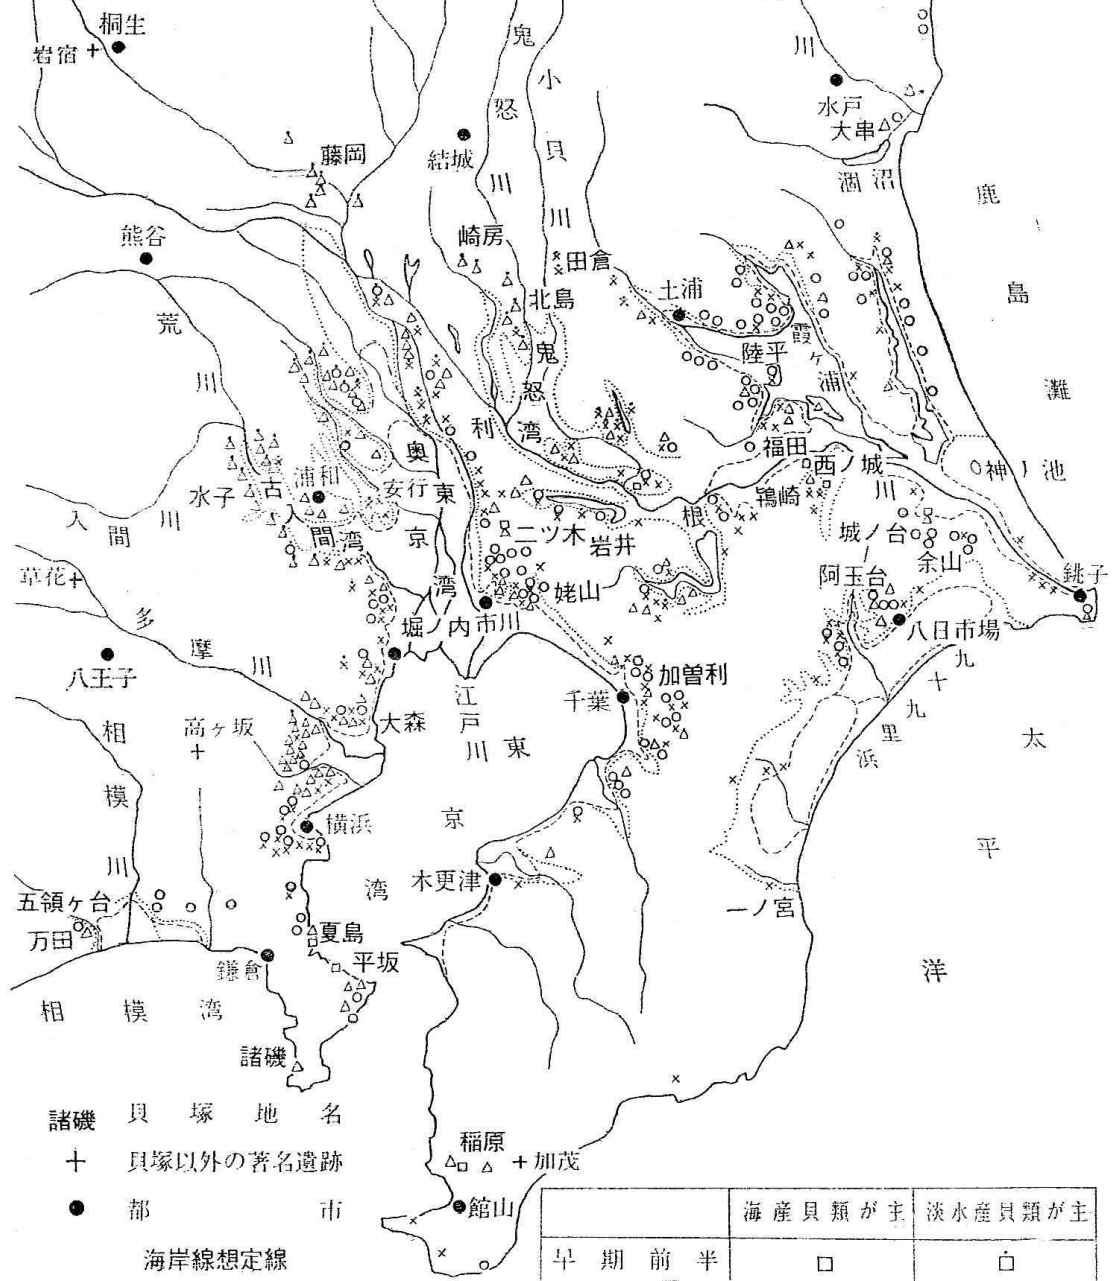 桐生
岩宿
鬼怒川
小貝川
川
水戸
大串
藤岡
結城
涸沼
鹿島灘
熊谷
崎房
田倉
荒川
北島
土浦
鬼怒湾
陸平
霞ヶ浦
利根川
奥東京湾
福田
西ノ城
神ノ池
水子
古入間湾
浦和
安行
鴇崎
入間川
二ツ木
岩井
城ノ台
余山
草花
姥山
阿玉台
銚子
多摩川
堀ノ内
市川
八日市場
八王子
加曽利
九十九里浜
江戸川
千葉
相模川
高ヶ坂
大森
東京湾
太平洋
横浜
木更津
五領ヶ台
一ノ宮
万田
夏島
鎌倉
平坂
相模湾
諸磯
諸磯 貝塚地名
+ 貝塚以外の著名遺跡
稲原
+加茂
● 都市
館山
海岸線想定線
海産貝類が主 淡水産貝類が主
早期前半